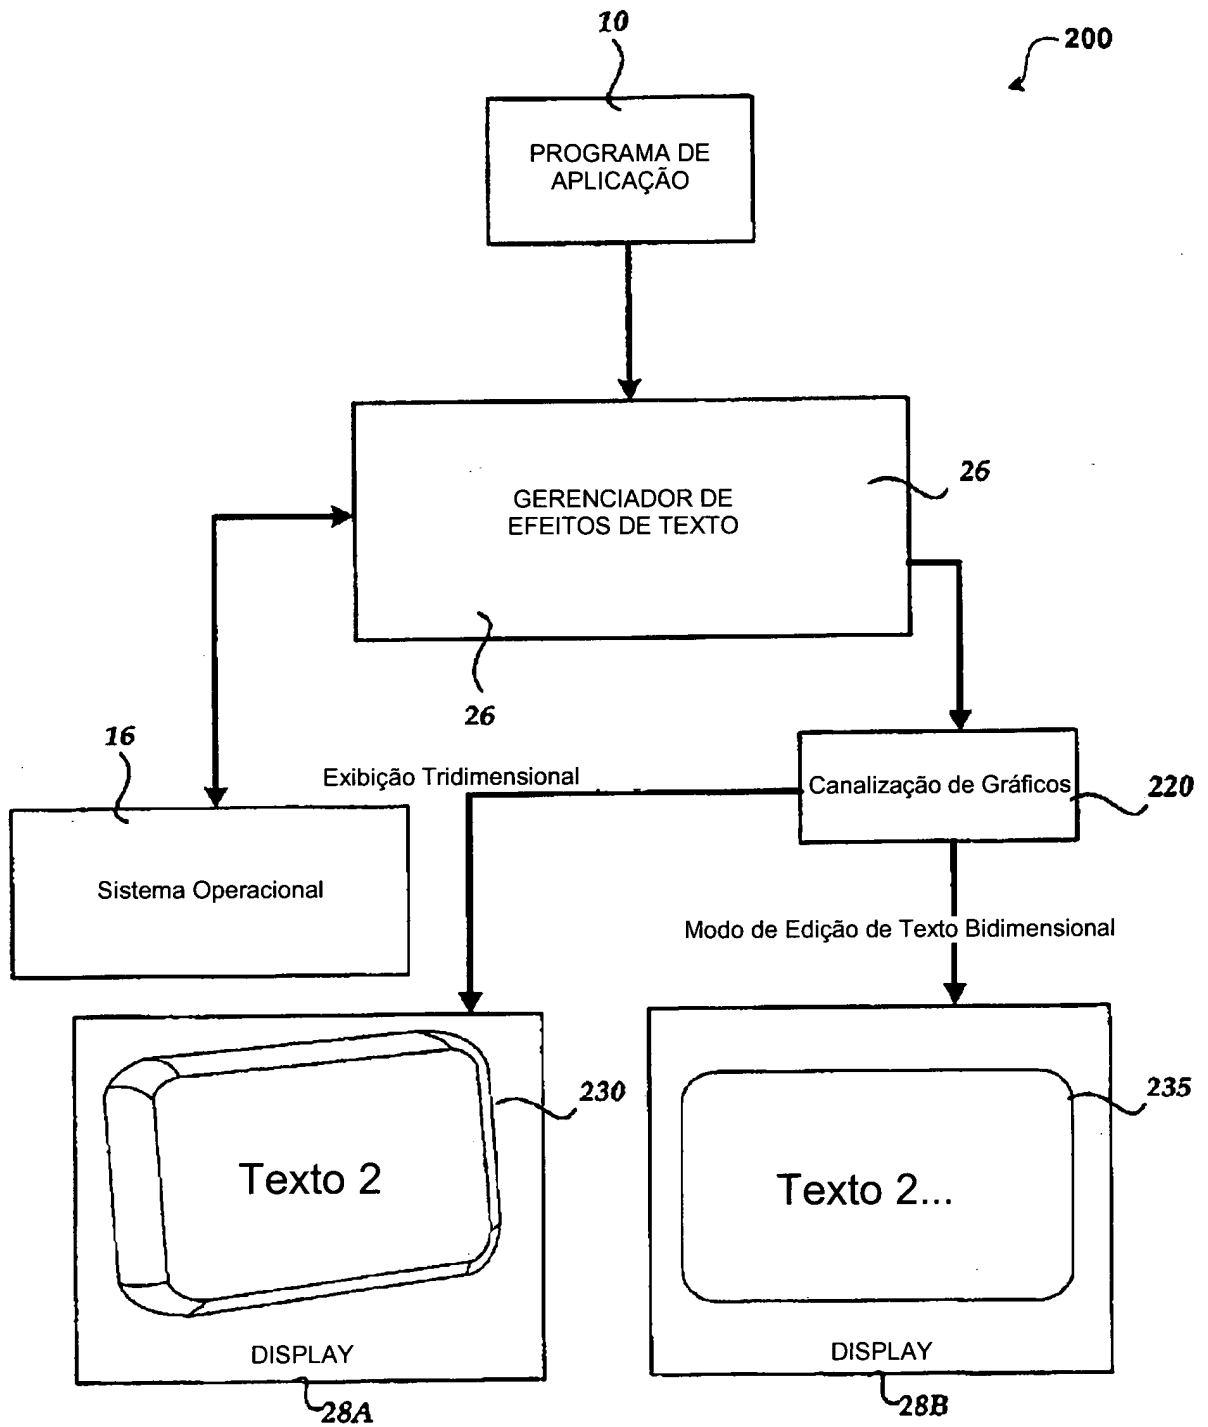 10
200
PROGRAMA DE
APLICAÇÃO
GERENCIADOR DE
EFEITOS DE TEXTO
26
26
16
Exibição Tridimensional
Canalização de Gráficos
220
Sistema Operacional
Modo de Edição de Texto Bidimensional
230
235
Texto 2
Texto 2...
DISPLAY
DISPLAY
28A
28B